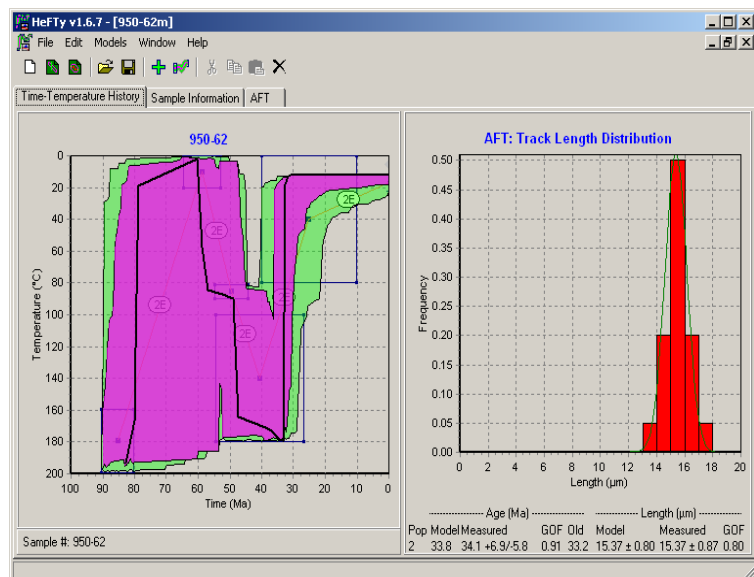 HeFTy v1.6.7 - [950-62m]
File Edit Models Window Help
Time-Temperature History Sample Information AFT
950-62
Temperature (°C)
0
20
40
60
80
100
120
140
160
180
200
2E
2E
2E
2E
2E
2E
100 90 80 70 60 50 40 30 20 10 0
Time (Ma)
Sample #: 950-62
AFT: Track Length Distribution
Frequency
0.50
0.45
0.40
0.35
0.30
0.25
0.20
0.15
0.10
0.05
0.00
0 2 4 6 8 10 12 14 16 18 20
Length (µm)
Age (Ma) Length (µm)
Pop Model Measured GOF Old Model Measured GOF
2 33.8 34.1 +6.9/-5.8 0.91 33.2 15.37 ± 0.80 15.37 ± 0.87 0.80